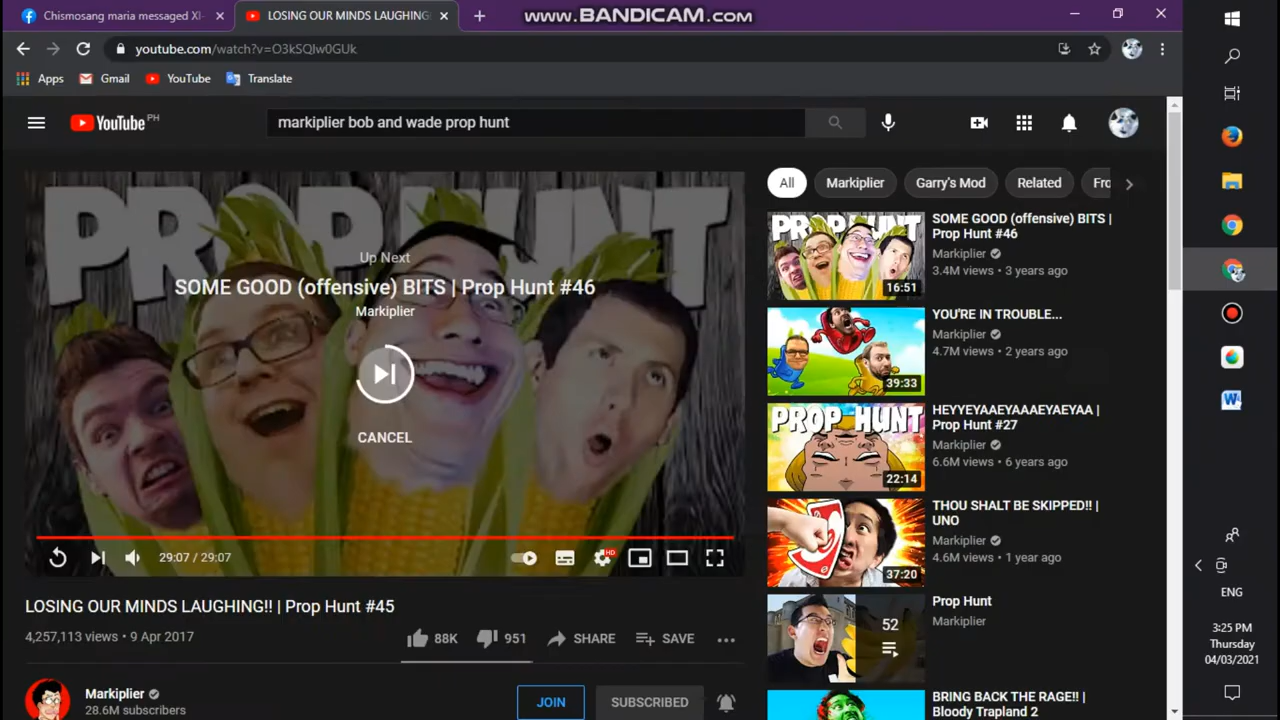 Chismosang maria messaged XI-
LOSING OUR MINDS LAUGHING
www.BANDICAM.com
youtube.com/watch?v=O3kSQIw0GUk
Apps
Gmail
YouTube
Translate
YouTube PH
markiplier bob and wade prop hunt
PROP HUNT
Up Next
SOME GOOD (offensive) BITS | Prop Hunt #46
Markiplier
CANCEL
29:07 / 29:07
HD
LOSING OUR MINDS LAUGHING!! | Prop Hunt #45
4,257,113 views • 9 Apr 2017
88K
951
SHARE
SAVE
Markiplier
28.6M subscribers
JOIN
SUBSCRIBED
All
Markiplier
Garry's Mod
Related
Fro
PROP HUNT
16:51
SOME GOOD (offensive) BITS |
Prop Hunt #46
Markiplier
3.4M views • 3 years ago
39:33
YOU'RE IN TROUBLE...
Markiplier
4.7M views • 2 years ago
PROP HUNT
22:14
HEYYEYAAEYAAAEYAEYAA |
Prop Hunt #27
Markiplier
6.6M views • 6 years ago
37:20
THOU SHALT BE SKIPPED!! |
UNO
Markiplier
4.6M views • 1 year ago
52
Prop Hunt
Markiplier
BRING BACK THE RAGE!! |
Bloody Trapland 2
W
ENG
3:25 PM
Thursday
04/03/2021